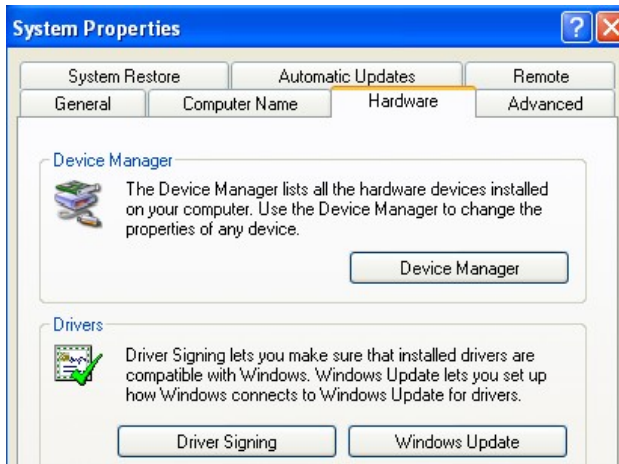 System Properties
System Restore Automatic Updates Remote
General Computer Name Hardware Advanced
Device Manager
The Device Manager lists all the hardware devices installed
on your computer. Use the Device Manager to change the
properties of any device.
Device Manager
Drivers
Driver Signing lets you make sure that installed drivers are
compatible with Windows. Windows Update lets you set up
how Windows connects to Windows Update for drivers.
Driver Signing Windows Update